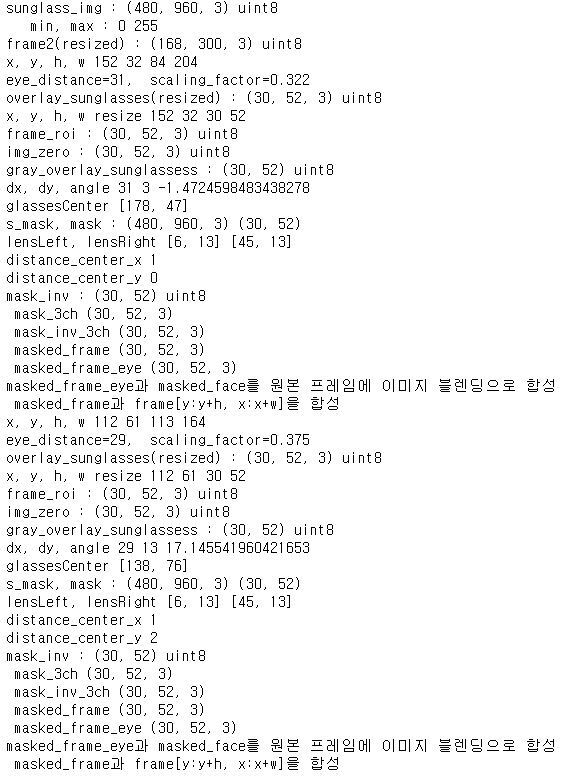 sunglass_img : (480, 960, 3) uint8
   min, max : 0 255
frame2(resized) : (168, 300, 3) uint8
x, y, h, w 152 32 84 204
eye_distance=31,  scaling_factor=0.322
overlay_sunglasses(resized) : (30, 52, 3) uint8
x, y, h, w resize 152 32 30 52
frame_roi : (30, 52, 3) uint8
img_zero : (30, 52, 3) uint8
gray_overlay_sunglassess : (30, 52) uint8
dx, dy, angle 31 3 -1.4724598483438278
glassesCenter [178, 47]
s_mask, mask : (480, 960, 3) (30, 52)
lensLeft, lensRight [6, 13] [45, 13]
distance_center_x 1
distance_center_y 0
mask_inv : (30, 52) uint8
 mask_3ch (30, 52, 3)
 mask_inv_3ch (30, 52, 3)
 masked_frame (30, 52, 3)
 masked_frame_eye (30, 52, 3)
masked_frame_eye과 masked_face를 원본 프레임에 이미지 블렌딩으로 합성
 masked_frame과 frame[y:y+h, x:x+w]을 합성
x, y, h, w 112 61 113 164
eye_distance=29,  scaling_factor=0.375
overlay_sunglasses(resized) : (30, 52, 3) uint8
x, y, h, w resize 112 61 30 52
frame_roi : (30, 52, 3) uint8
img_zero : (30, 52, 3) uint8
gray_overlay_sunglassess : (30, 52) uint8
dx, dy, angle 29 13 17.145541960421653
glassesCenter [138, 76]
s_mask, mask : (480, 960, 3) (30, 52)
lensLeft, lensRight [6, 13] [45, 13]
distance_center_x 1
distance_center_y 2
mask_inv : (30, 52) uint8
 mask_3ch (30, 52, 3)
 mask_inv_3ch (30, 52, 3)
 masked_frame (30, 52, 3)
 masked_frame_eye (30, 52, 3)
masked_frame_eye과 masked_face를 원본 프레임에 이미지 블렌딩으로 합성
 masked_frame과 frame[y:y+h, x:x+w]을 합성